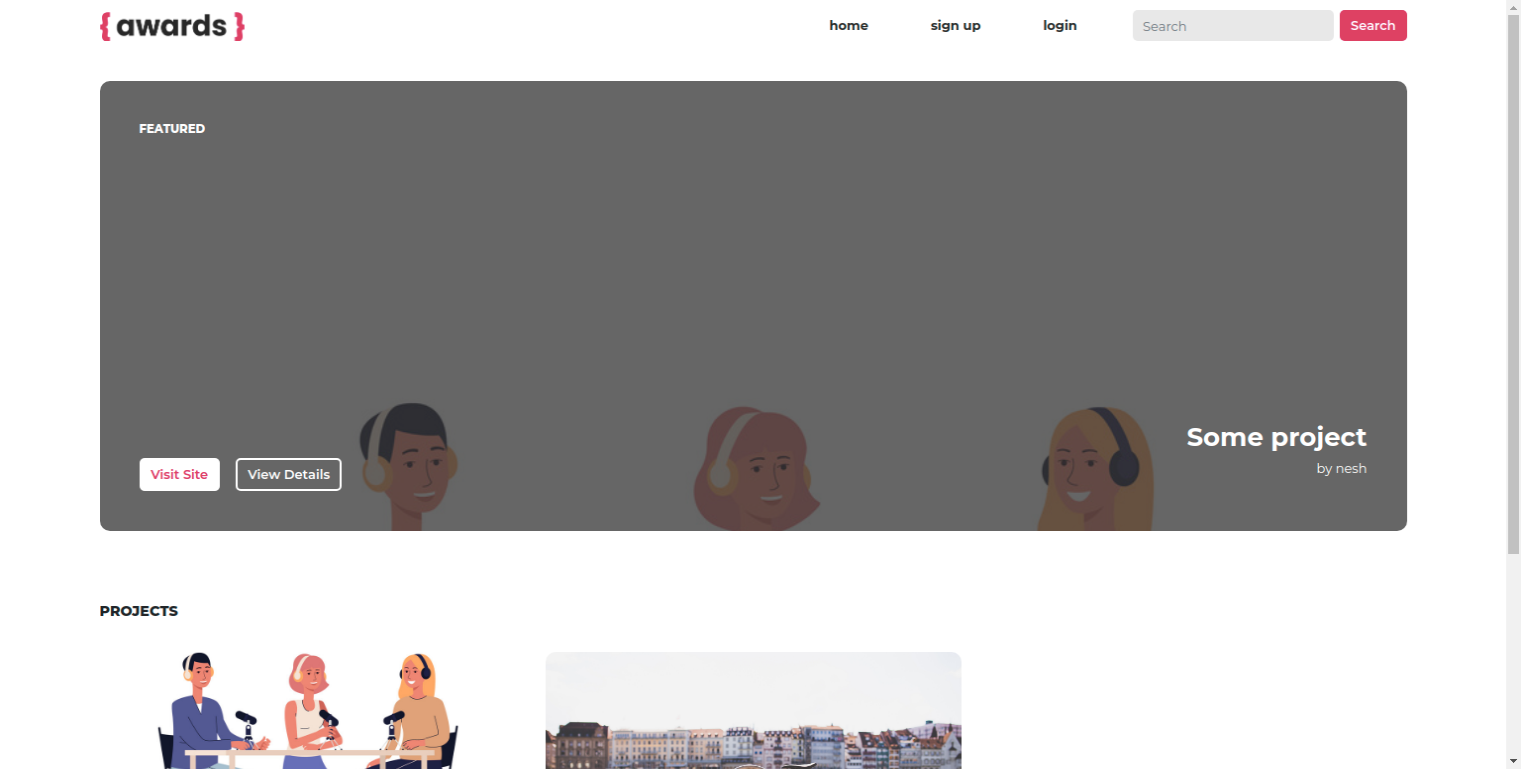 { awards }
home
sign up
login
Search
Search
FEATURED
Some project
by nesh
Visit Site
View Details
PROJECTS